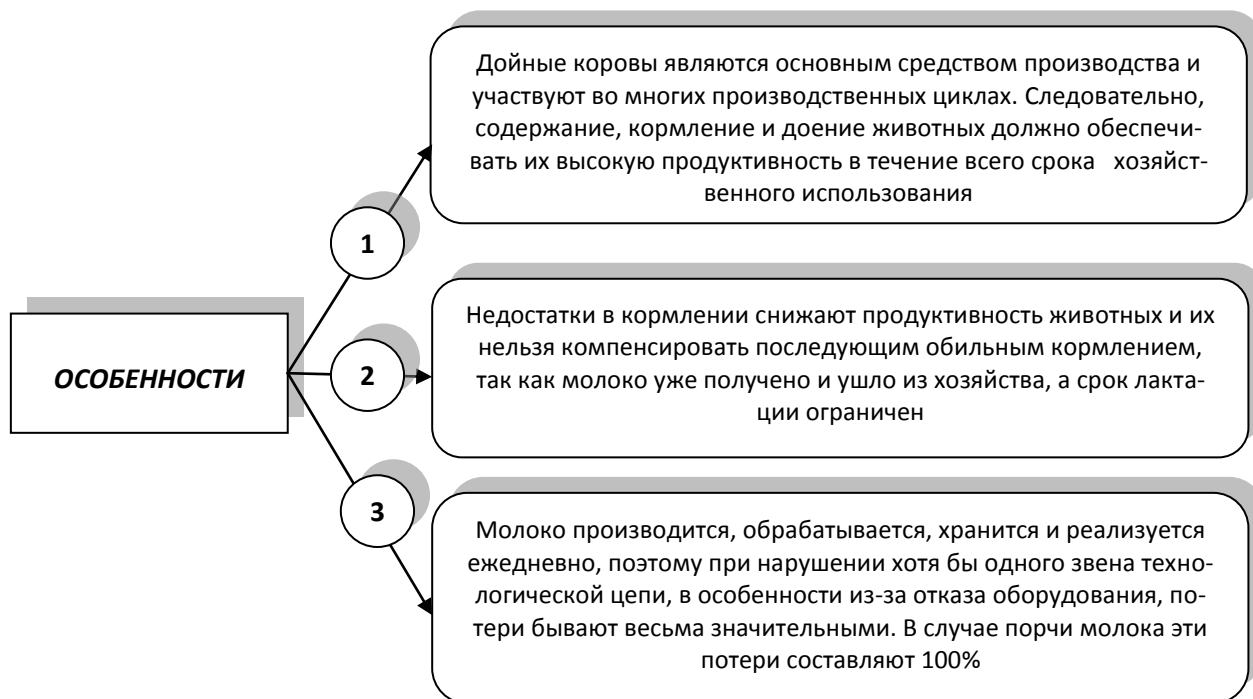 Дойные коровы являются основным средством производства и
участвуют во многих производственных циклах. Следовательно,
содержание, кормление и доение животных должно обеспечи-
вать их высокую продуктивность в течение всего срока хозяйст-
венного использования
1
ОСОБЕННОСТИ
2
Недостатки в кормлении снижают продуктивность животных и их
нельзя компенсировать последующим обильным кормлением,
так как молоко уже получено и ушло из хозяйства, а срок лакта-
ции ограничен
3
Молоко производится, обрабатывается, хранится и реализуется
ежедневно, поэтому при нарушении хотя бы одного звена техно-
логической цепи, в особенности из-за отказа оборудования, по-
тери бывают весьма значительными. В случае порчи молока эти
потери составляют 100%